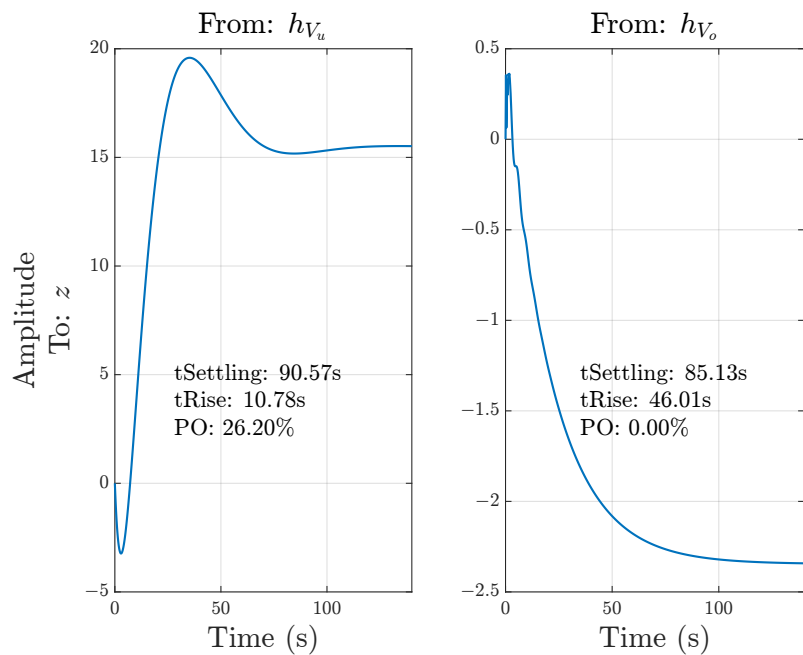 From: h_{V_u}
20
15
10
5
0
−5
0
50
100
Time (s)
Amplitude
To: z
tSettling: 90.57s
tRise: 10.78s
PO: 26.20%
From: h_{V_o}
0.5
0
−0.5
−1
−1.5
−2
−2.5
0
50
100
Time (s)
tSettling: 85.13s
tRise: 46.01s
PO: 0.00%